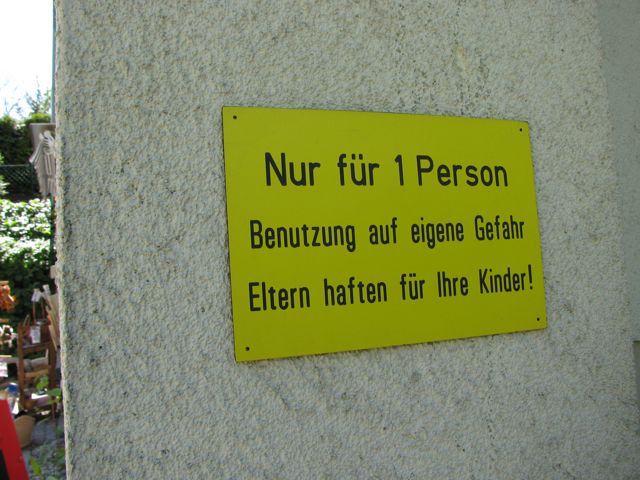 Nur für 1 Person
Benutzung auf eigene Gefahr
Eltern haften für Ihre Kinder!